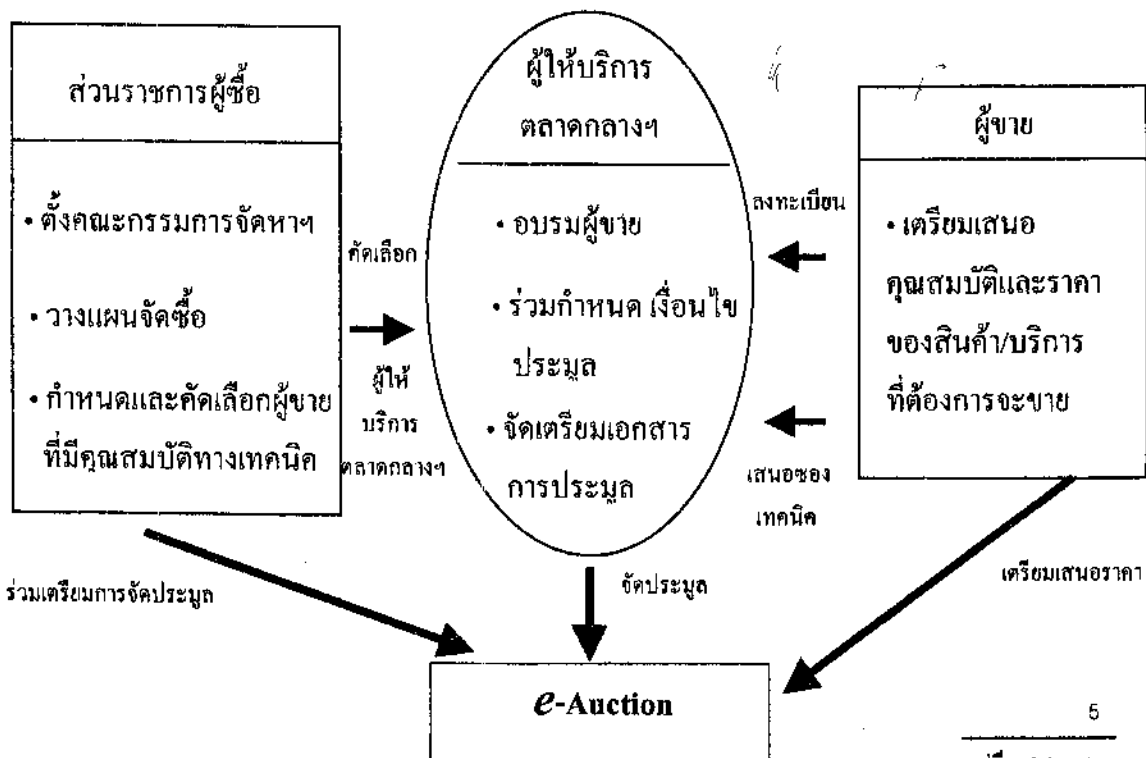 ส่วนราชการผู้ซื้อ
• ตั้งคณะกรรมการจัดหาฯ
• วางแผนจัดซื้อ
• กำหนดและคัดเลือกผู้ขาย
ที่มีคุณสมบัติทางเทคนิค
คัดเลือก
ผู้ให้
บริการ
ตลาดกลางฯ
ผู้ให้บริการ
ตลาดกลางฯ
• อบรมผู้ขาย
• ร่วมกำหนด เงื่อนไข
ประมูล
• จัดเตรียมเอกสาร
การประมูล
ลงทะเบียน
เสนอซอง
เทคนิค
ผู้ขาย
• เตรียมเสนอ
คุณสมบัติและราคา
ของสินค้า/บริการ
ที่ต้องการจะขาย
ร่วมเตรียมการจัดประมูล
จัดประมูล
เตรียมเสนอราคา
e-Auction
5